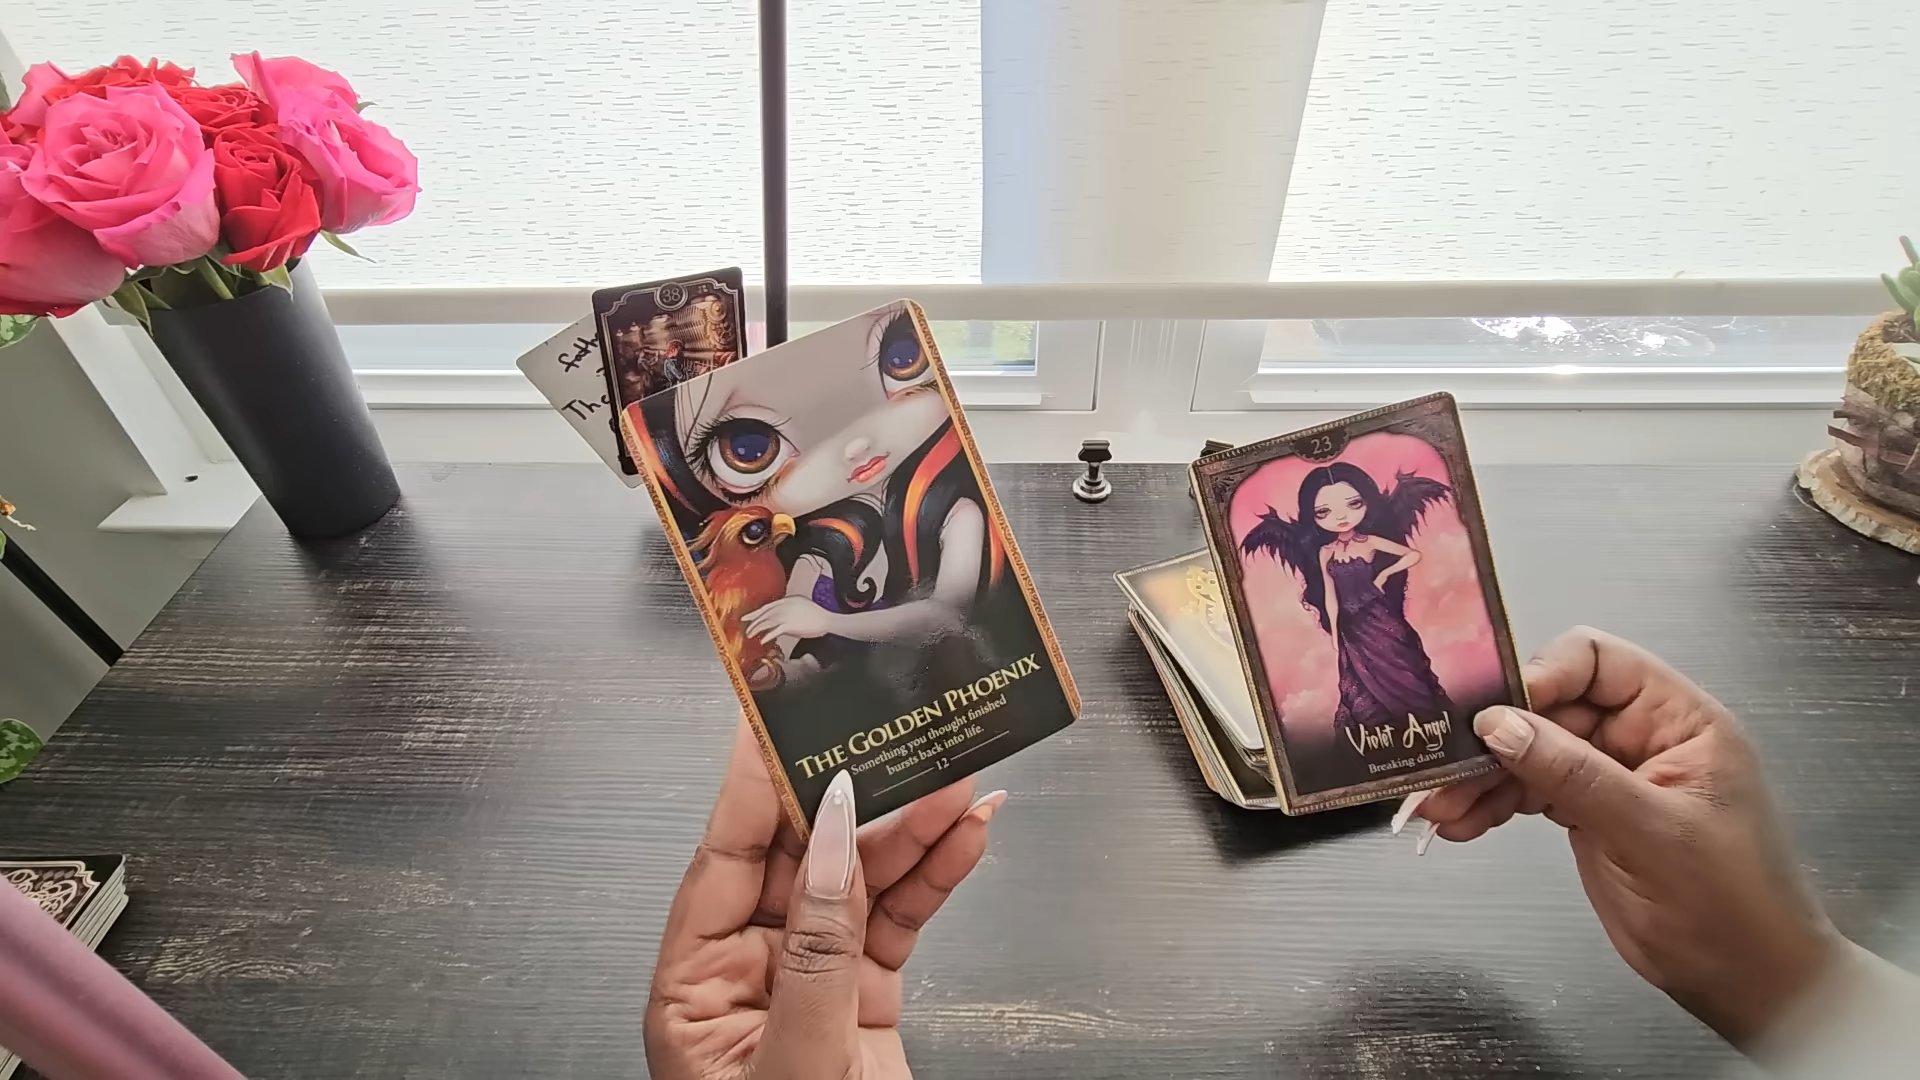 38
THE GOLDEN PHOENIX
Something you thought finished
bursts back into life.
12
23
Violet Angel
Breaking dawn